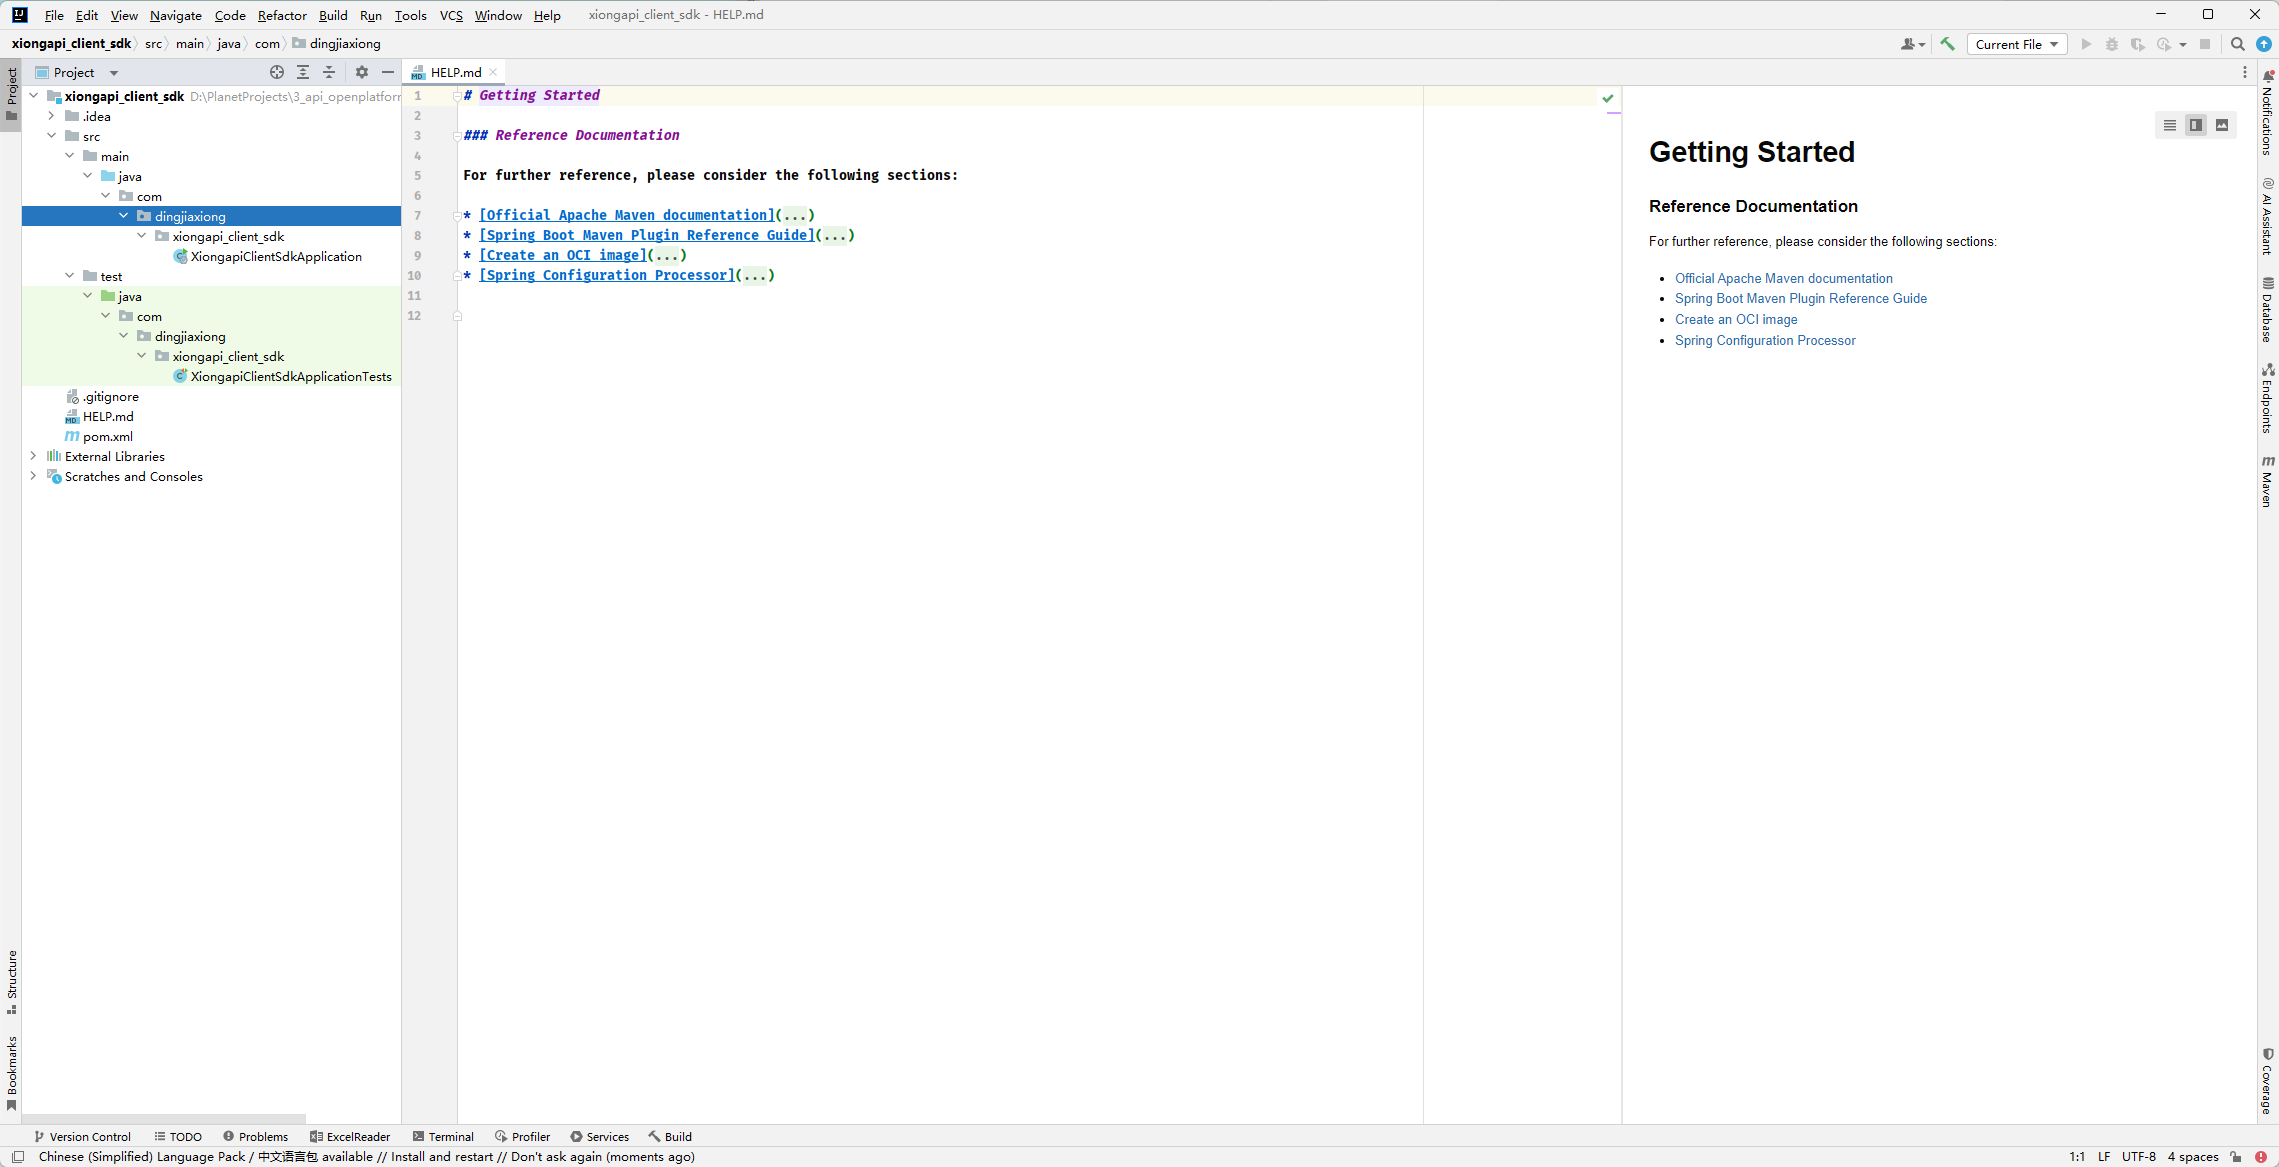 File Edit View Navigate Code Refactor Build Run Tools VCS Window Help xiongapi_client_sdk - HELP.md
xiongapi_client_sdk src main java com dingjiaxiong Current File
Project
HELP.md
Project
xiongapi_client_sdk D:\PlanetProjects\3_api_openplatforr
.idea
src
main
java
com
dingjiaxiong
xiongapi_client_sdk
XiongapiClientSdkApplication
test
java
com
dingjiaxiong
xiongapi_client_sdk
XiongapiClientSdkApplicationTests
.gitignore
HELP.md
pom.xml
External Libraries
Scratches and Consoles
Structure
Bookmarks
1 # Getting Started
2
3 ### Reference Documentation
4
5 For further reference, please consider the following sections:
6
7 * [Official Apache Maven documentation](...)
8 * [Spring Boot Maven Plugin Reference Guide](...)
9 * [Create an OCI image](...)
10 * [Spring Configuration Processor](...)
11
12
Getting Started
Reference Documentation
For further reference, please consider the following sections:
• Official Apache Maven documentation
• Spring Boot Maven Plugin Reference Guide
• Create an OCI image
• Spring Configuration Processor
Notifications
AI Assistant
Database
Endpoints
Maven
Coverage
Version Control TODO Problems ExcelReader Terminal Profiler Services Build
Chinese (Simplified) Language Pack / 中文语言包 available // Install and restart // Don't ask again (moments ago) 1:1 LF UTF-8 4 spaces